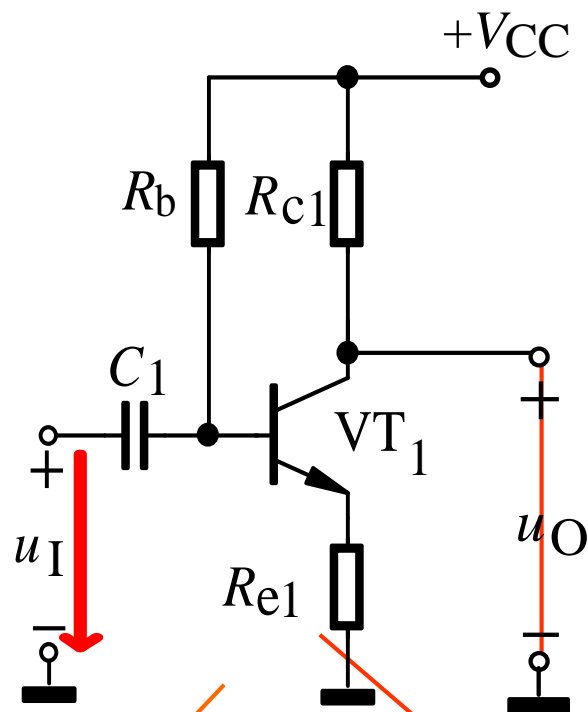 +VCC
Rb
Rc1
C1
VT1
+
+
uI
uO
Re1
−
−